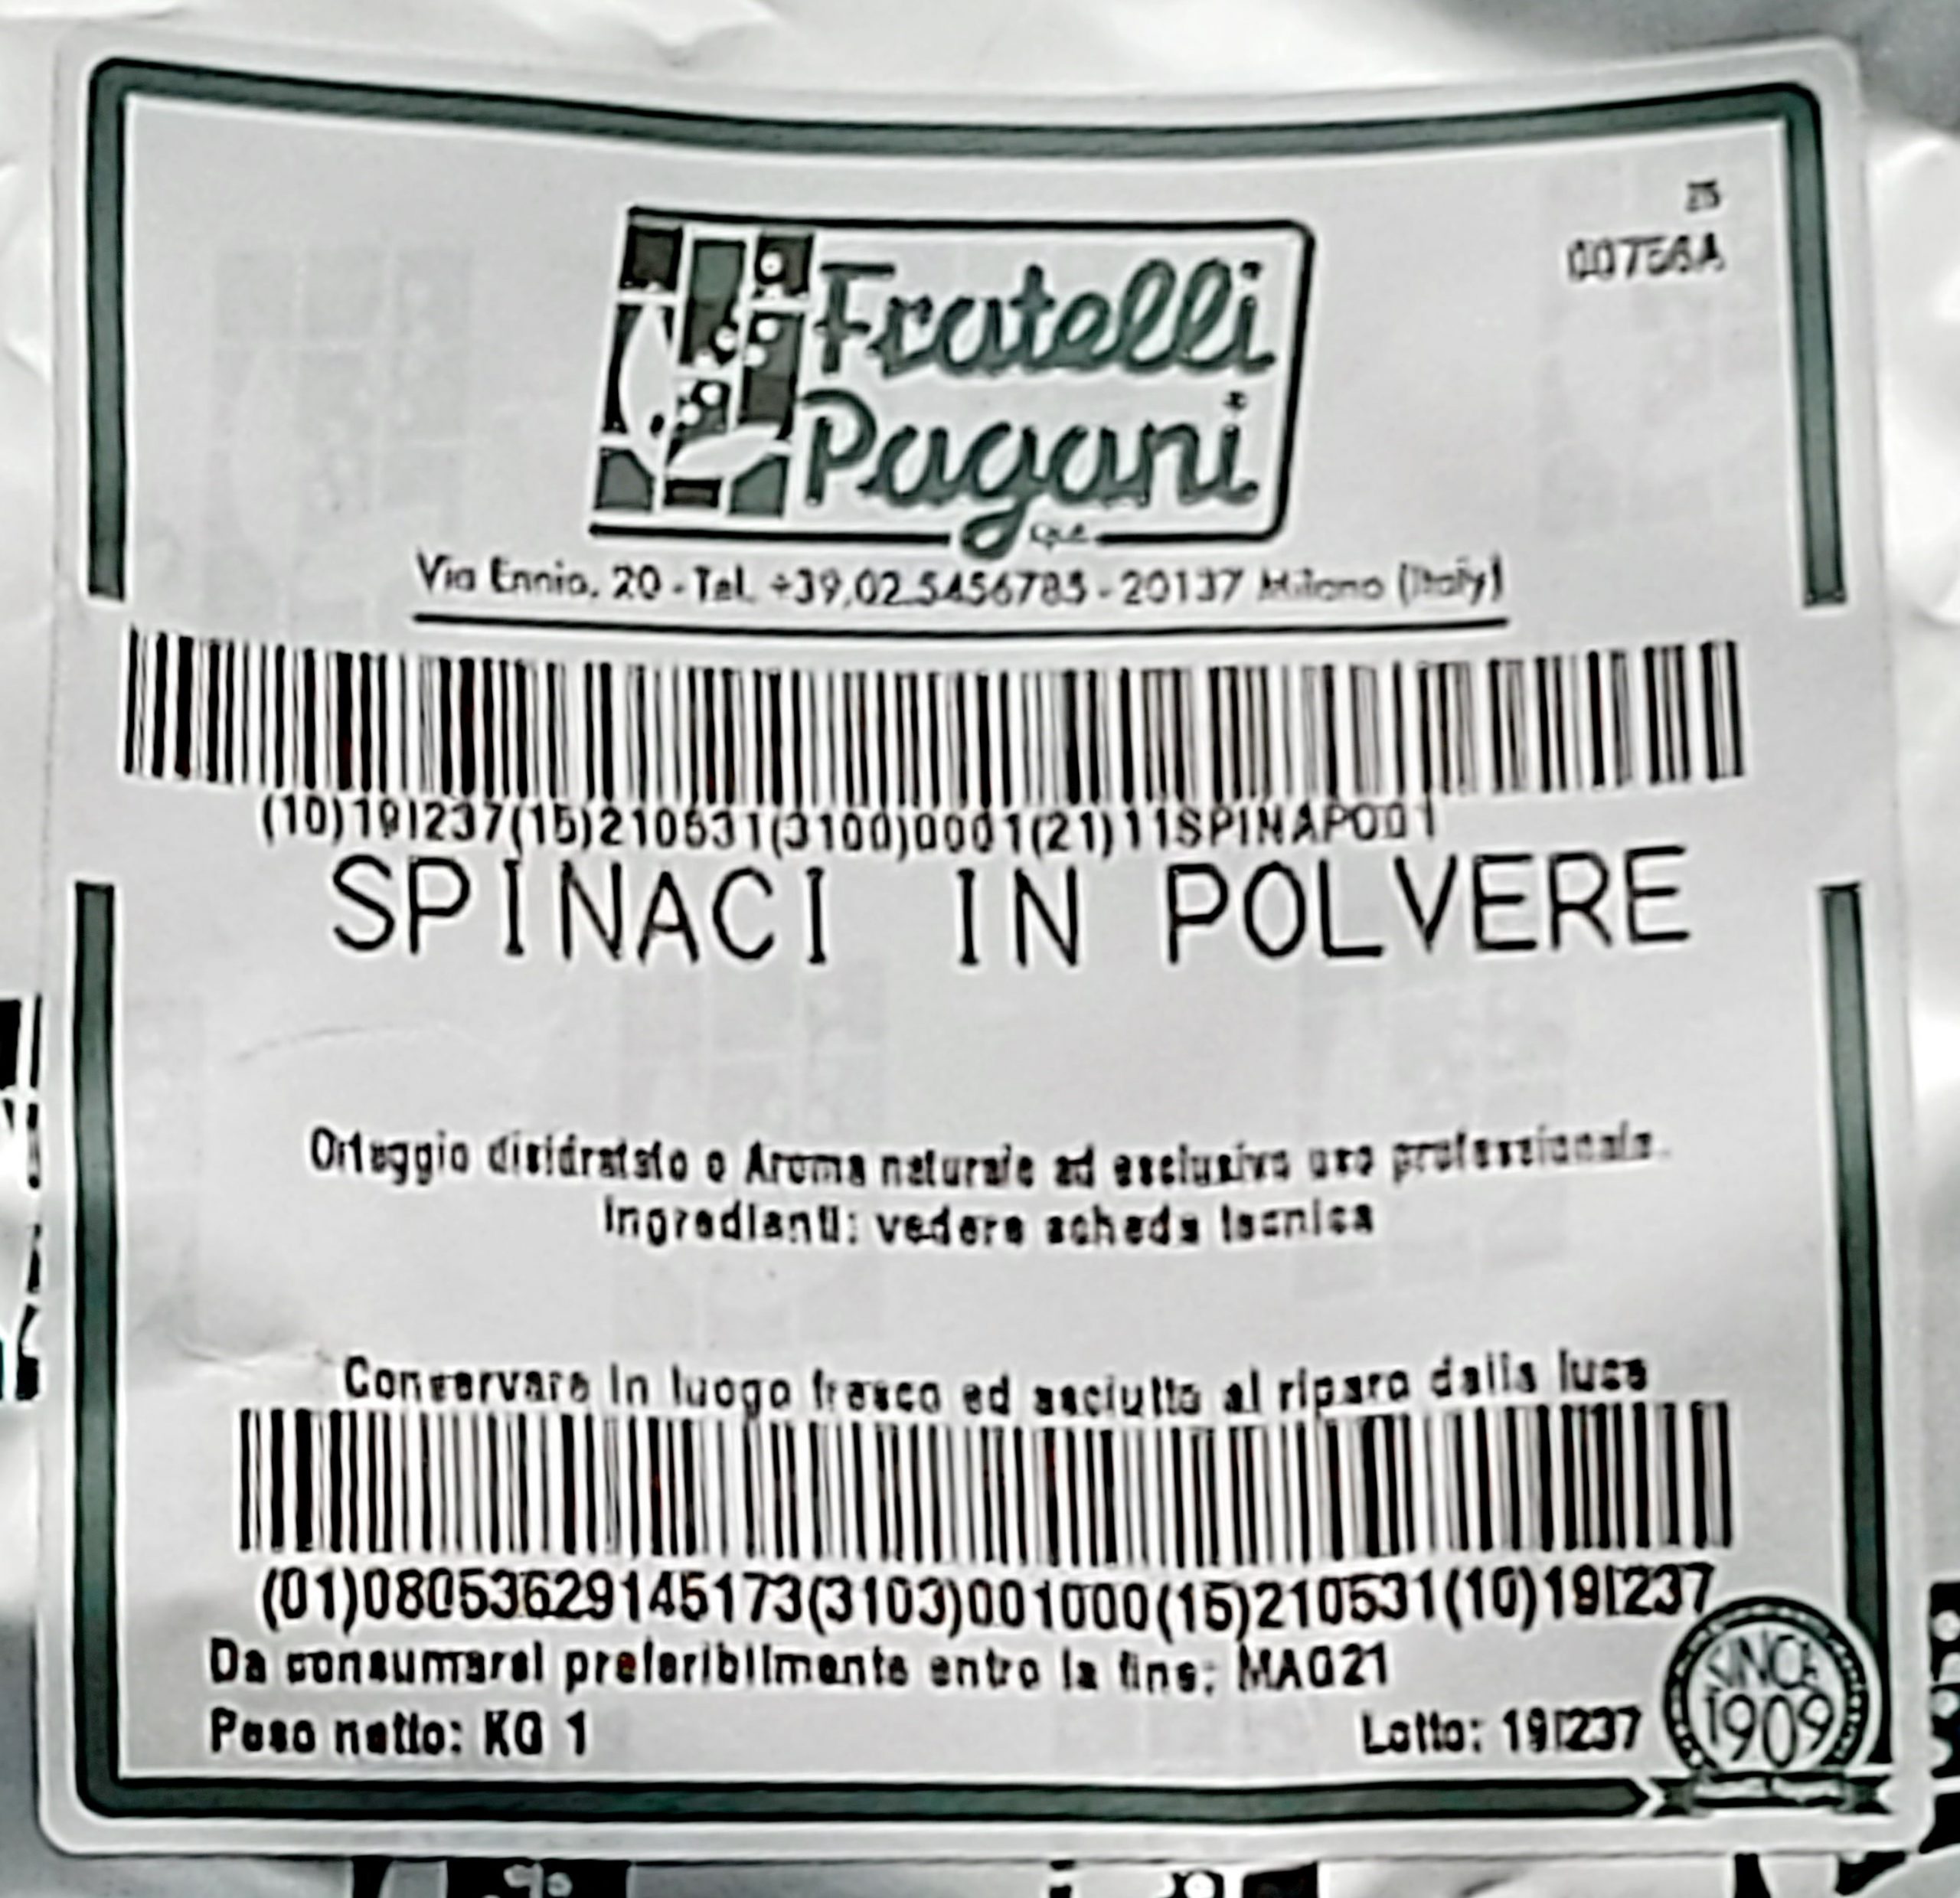 25
00756A
Fratelli
Pagani
Via Ennio, 20 - Tel. +39.02.5456785 - 20137 Milano (Italy)
(10)19I237(15)210531(3100)0001(21)11SPINAP001
SPINACI IN POLVERE
Ortaggio disidratato o Aroma naturale ad esclusivo uso professionale.
Ingredienti: vedere scheda tecnica
Conservare in luogo fresco ed asciutto al riparo dalla luce
(01)08053629145173(3103)001000(15)210531(10)19I237
Da consumarsi preferibilmente entro la fine: MAG21
Peso netto: KG 1
Lotto: 19I237
SINCE
1909